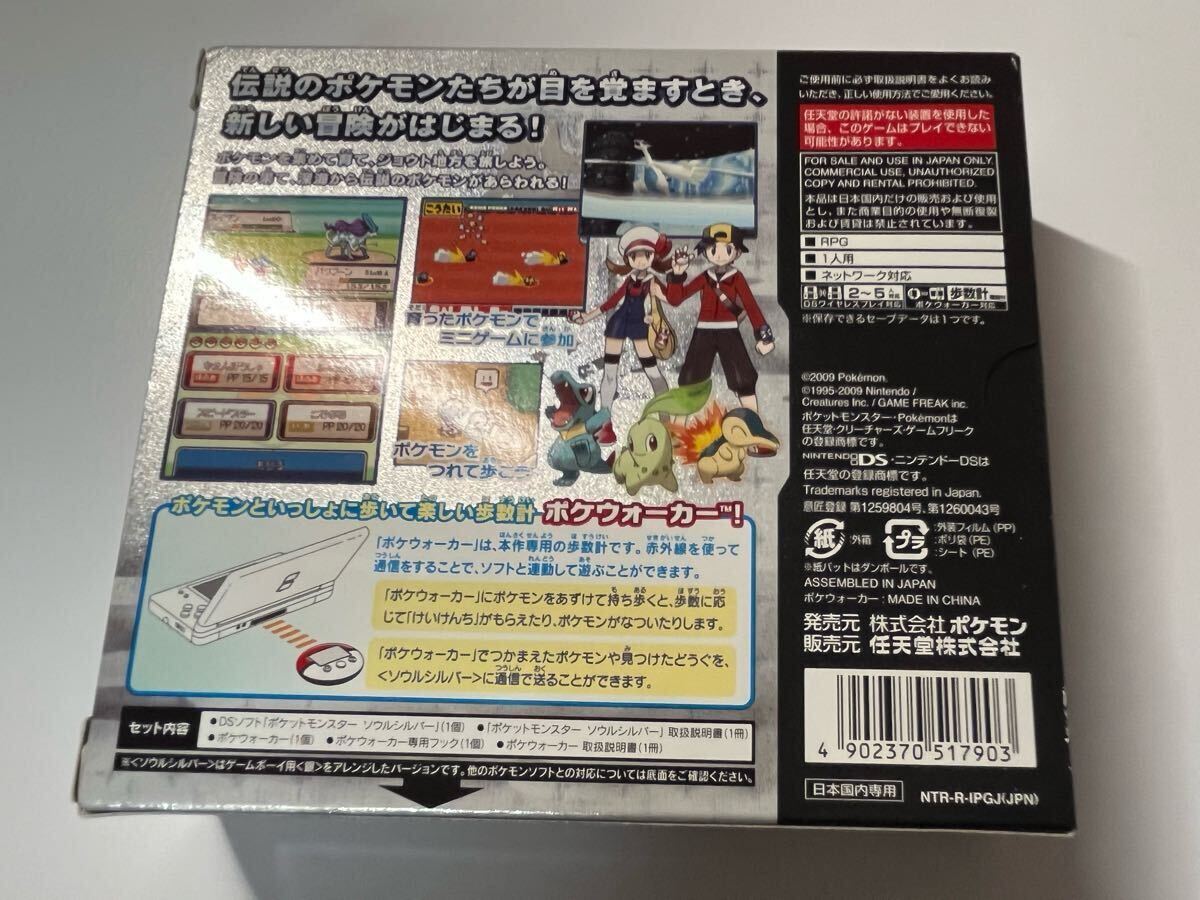 伝説のポケモンたちが目を覚ますとき、
新しい冒険がはじまる！
ポケモンを集めて育て、ジョウト地方を旅しよう。
こうたい
育ったポケモンで
ミニゲームに参加
PP 15/15
スピードスター
PP 20/20
PP 20/20
ポケモンを
つれて歩こう
ポケモンといっしょに歩いて楽しい歩数計 ポケウォーカー™！
「ポケウォーカー」は、本作専用の歩数計です。赤外線を使って
通信をすることで、ソフトと連動して遊ぶことができます。
「ポケウォーカー」にポケモンをあずけて持ち歩くと、歩数に応
じて「けいけんち」がもらえたり、ポケモンがなついたりします。
「ポケウォーカー」でつかまえたポケモンや見つけたどうぐを、
<ソウルシルバー>に通信で送ることができます。
セット内容
●DSソフト「ポケットモンスター ソウルシルバー」(1個) ●「ポケットモンスター ソウルシルバー」取扱説明書(1冊)
●ポケウォーカー(1個) ●ポケウォーカー専用フック(1個) ●ポケウォーカー 取扱説明書(1冊)
※<ソウルシルバー>はゲームボーイ用<銀>をアレンジしたバージョンです。他のポケモンソフトとの対応については底面をご確認ください。
ご使用前に必ず取扱説明書をよくお読み
いただき、正しい使用方法でご愛用ください。
任天堂の許諾がない装置を使用した
場合、このゲームはプレイできない
可能性があります。
FOR SALE AND USE IN JAPAN ONLY.
COMMERCIAL USE, UNAUTHORIZED
COPY AND RENTAL PROHIBITED.
本品は日本国内だけの販売および使用
とし、また商業目的の使用や無断複製
および賃貸は禁止されています。
■RPG
■1人用
■ネットワーク対応
2～5人対応 歩数計
DSワイヤレスプレイ対応 ポケウォーカー対応
※保存できるセーブデータは1つです。
©2009 Pokémon.
©1995-2009 Nintendo /
Creatures Inc. / GAME FREAK inc.
ポケットモンスター・Pokémonは
任天堂・クリーチャーズ・ゲームフリーク
の登録商標です。
NINTENDO DS・ニンテンドーDSは
任天堂の登録商標です。
Trademarks registered in Japan.
意匠登録 第1259804号、第1260043号
紙 :外箱 プラ :外装フィルム (PP)
:ポリ袋 (PE)
:シート (PE)
※紙パットはダンボールです。
ASSEMBLED IN JAPAN
ポケウォーカー : MADE IN CHINA
発売元 株式会社ポケモン
販売元 任天堂株式会社
4 902370 517903
日本国内専用
NTR-R-IPGJ(JPN)